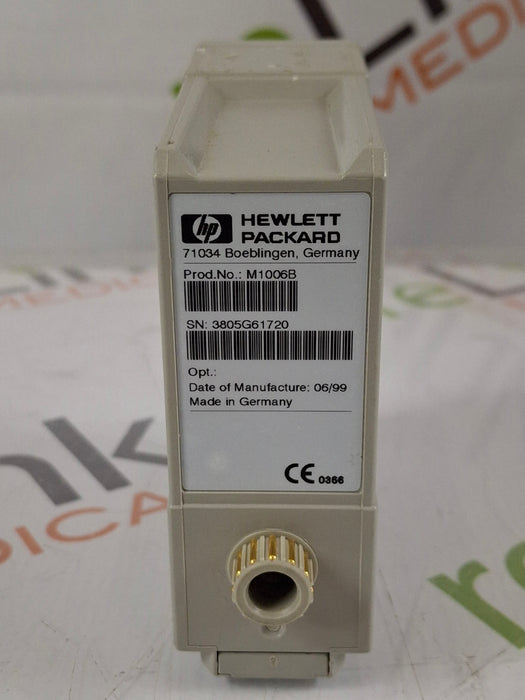 hp HEWLETT
PACKARD
71034 Boeblingen, Germany
Prod.No.: M1006B
SN: 3805G61720
Opt.:
Date of Manufacture: 06/99
Made in Germany
CE 0366
MEDICAL